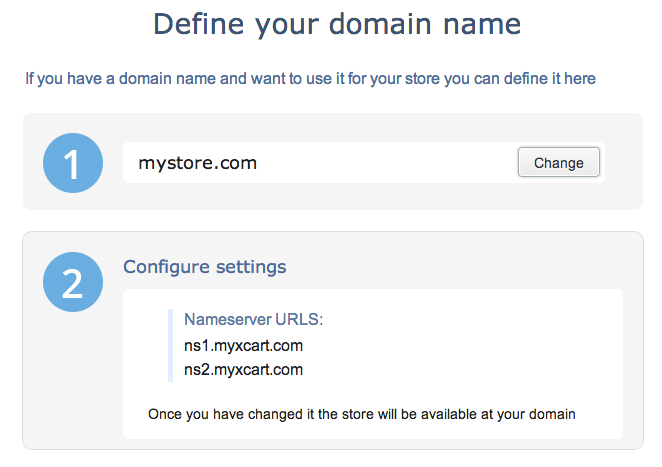 Define your domain name
If you have a domain name and want to use it for your store you can define it here
1
mystore.com
Change
2
Configure settings
Nameserver URLS:
ns1.myxcart.com
ns2.myxcart.com
Once you have changed it the store will be available at your domain